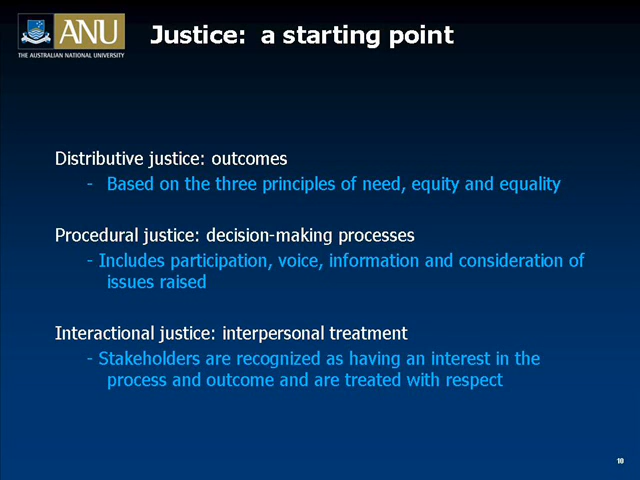 ANU
THE AUSTRALIAN NATIONAL UNIVERSITY
Justice: a starting point
Distributive justice: outcomes
- Based on the three principles of need, equity and equality
Procedural justice: decision-making processes
- Includes participation, voice, information and consideration of
issues raised
Interactional justice: interpersonal treatment
- Stakeholders are recognized as having an interest in the
process and outcome and are treated with respect
19